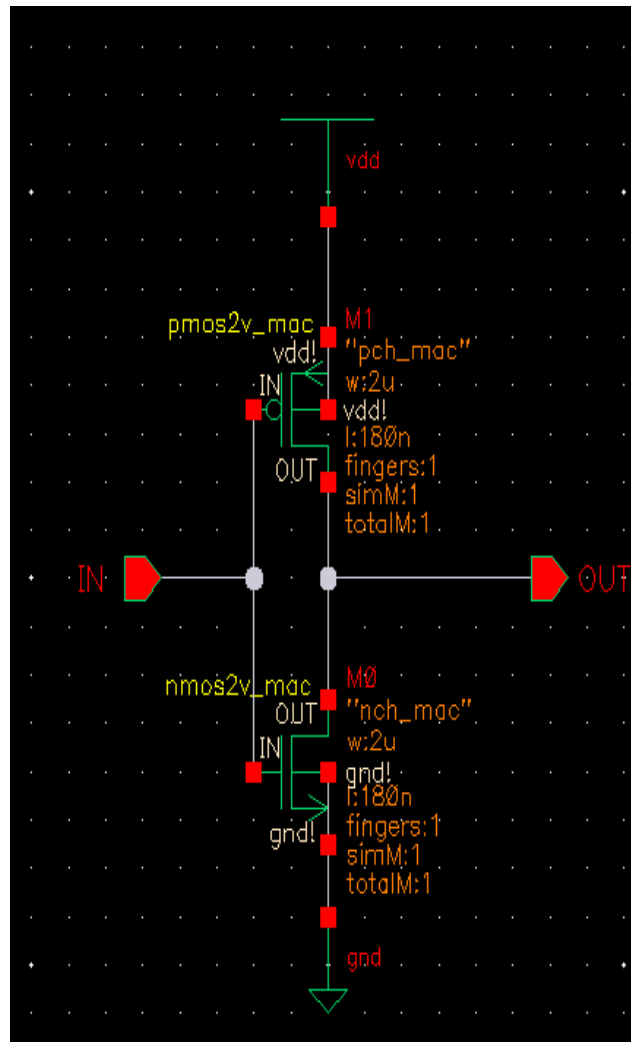 vdd
pmos2v_mac
M1
vdd!
"pch_mac"
w:2u
IN
vdd!
l:180n
OUT
fingers:1
simM:1
totalM:1
IN
OUT
nmos2v_mac
M0
OUT
"nch_mac"
w:2u
IN
gnd!
l:180n
gnd!
fingers:1
simM:1
totalM:1
gnd